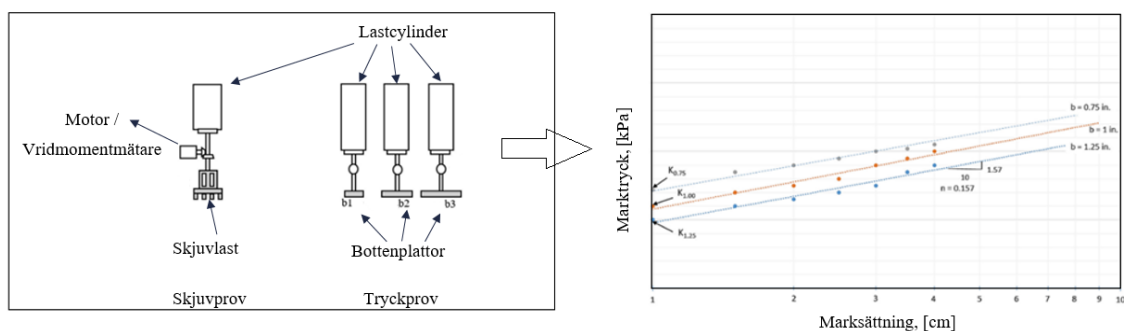 Lastcylinder
Motor /
Vridmomentmätare
b1
b2
b3
Skjuvlast
Bottenplattor
Skjuvprov
Tryckprov
Marktryck, [kPa]
b = 0.75 in.
b = 1 in.
b = 1.25 in.
1.57
10
n = 0.157
K0.75
K1.00
K1.25
1
2
3
4
5
6
7
8
9
10
Marksättning, [cm]